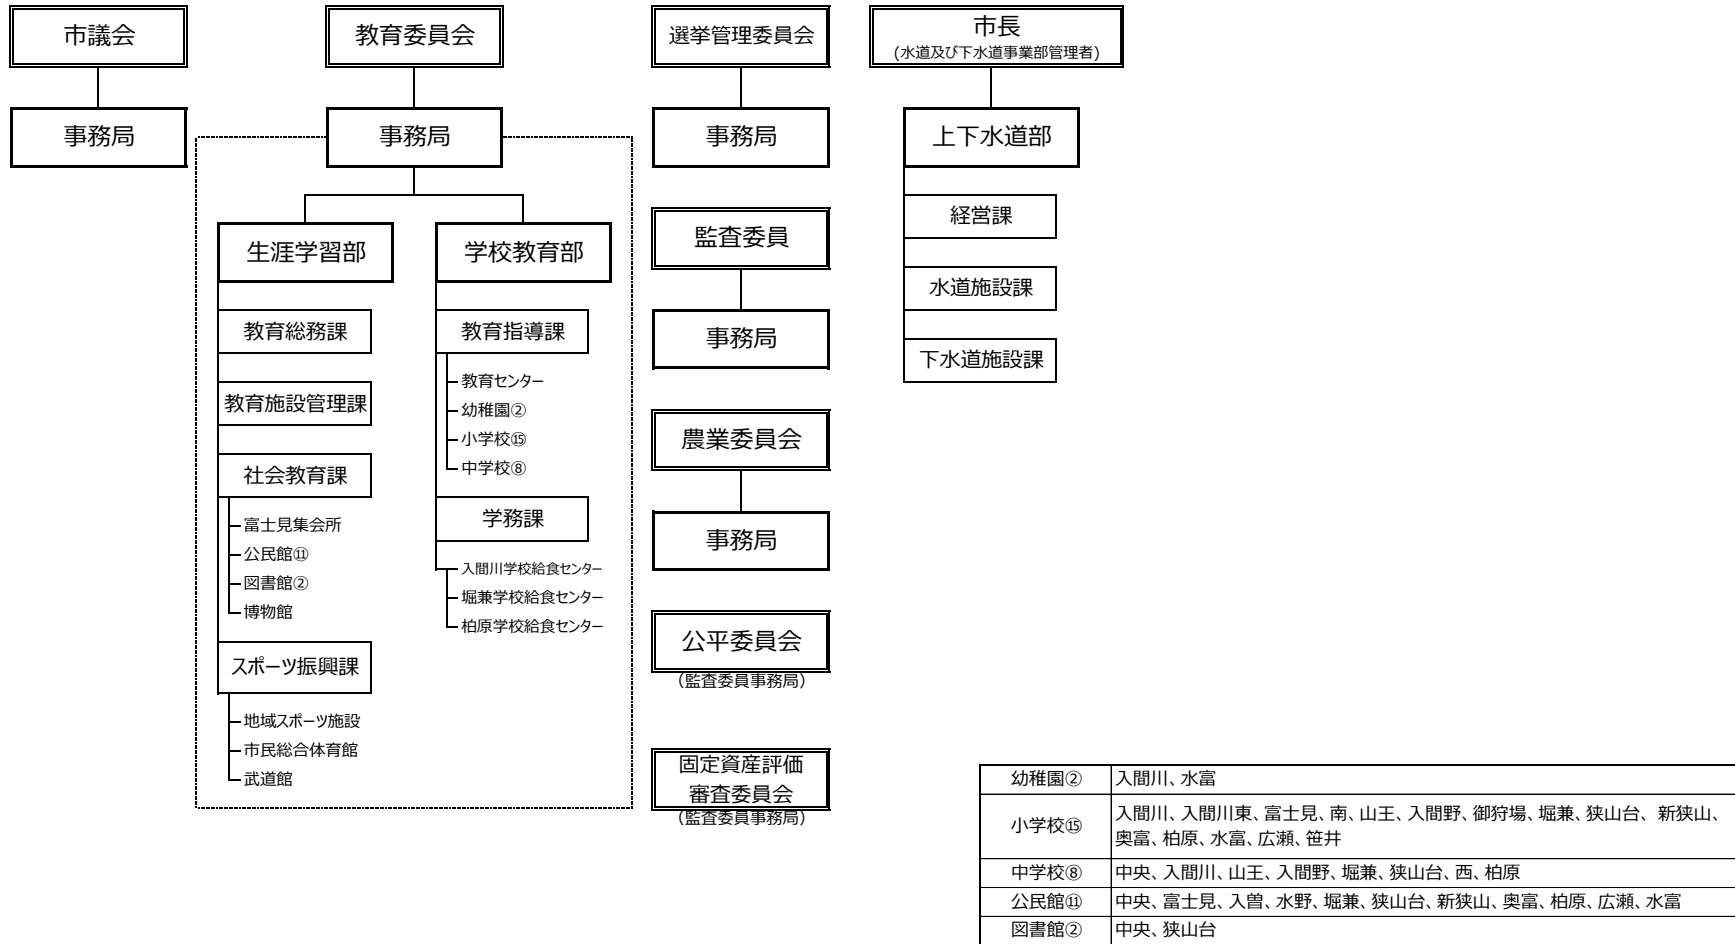 市議会
事務局
教育委員会
事務局
生涯学習部
教育総務課
教育施設管理課
社会教育課
富士見集会所
公民館⑪
図書館②
博物館
スポーツ振興課
地域スポーツ施設
市民総合体育館
武道館
学校教育部
教育指導課
教育センター
幼稚園②
小学校⑮
中学校⑧
学務課
入間川学校給食センター
堀兼学校給食センター
柏原学校給食センター
選挙管理委員会
事務局
監査委員
事務局
農業委員会
事務局
公平委員会
(監査委員事務局)
固定資産評価
審査委員会
(監査委員事務局)
市長
(水道及び下水道事業部管理者)
上下水道部
経営課
水道施設課
下水道施設課
幼稚園② 入間川、水富
小学校⑮ 入間川、入間川東、富士見、南、山王、入間野、御狩場、堀兼、狭山台、新狭山、
奥富、柏原、水富、広瀬、笹井
中学校⑧ 中央、入間川、山王、入間野、堀兼、狭山台、西、柏原
公民館⑪ 中央、富士見、入曽、水野、堀兼、狭山台、新狭山、奥富、柏原、広瀬、水富
図書館② 中央、狭山台